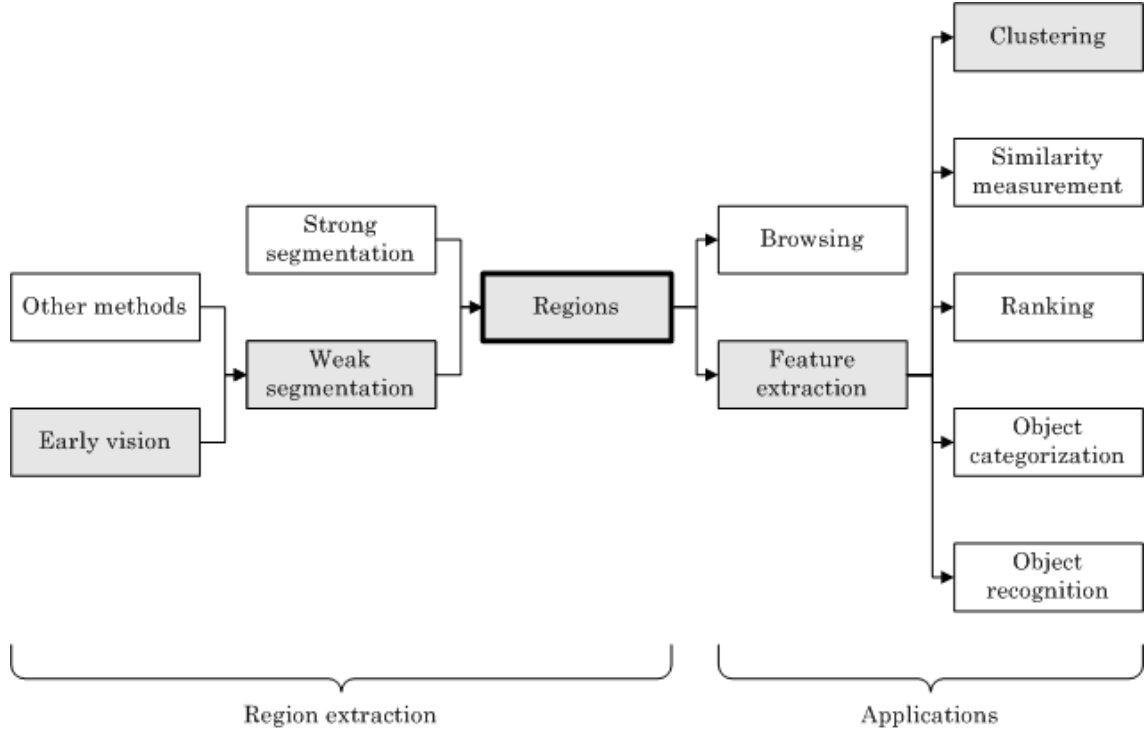 Clustering
Similarity
measurement
Strong
segmentation
Browsing
Other methods
Regions
Ranking
Weak
segmentation
Feature
extraction
Early vision
Object
categorization
Object
recognition
Region extraction
Applications